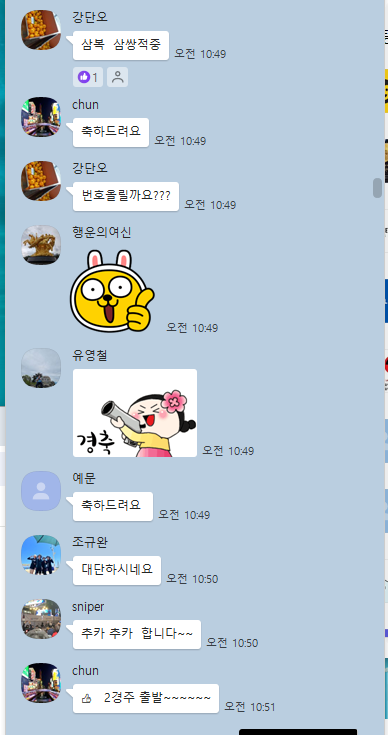 강단오
삼복 삼쌍적중
오전 10:49
1
chun
축하드려요
오전 10:49
강단오
번호올릴까요???
오전 10:49
행운의여신
오전 10:49
유영철
경축
오전 10:49
예문
축하드려요
오전 10:49
조규완
대단하시네요
오전 10:50
sniper
추카 추카 합니다~~
오전 10:50
chun
2경주 출발~~~~~~
오전 10:51